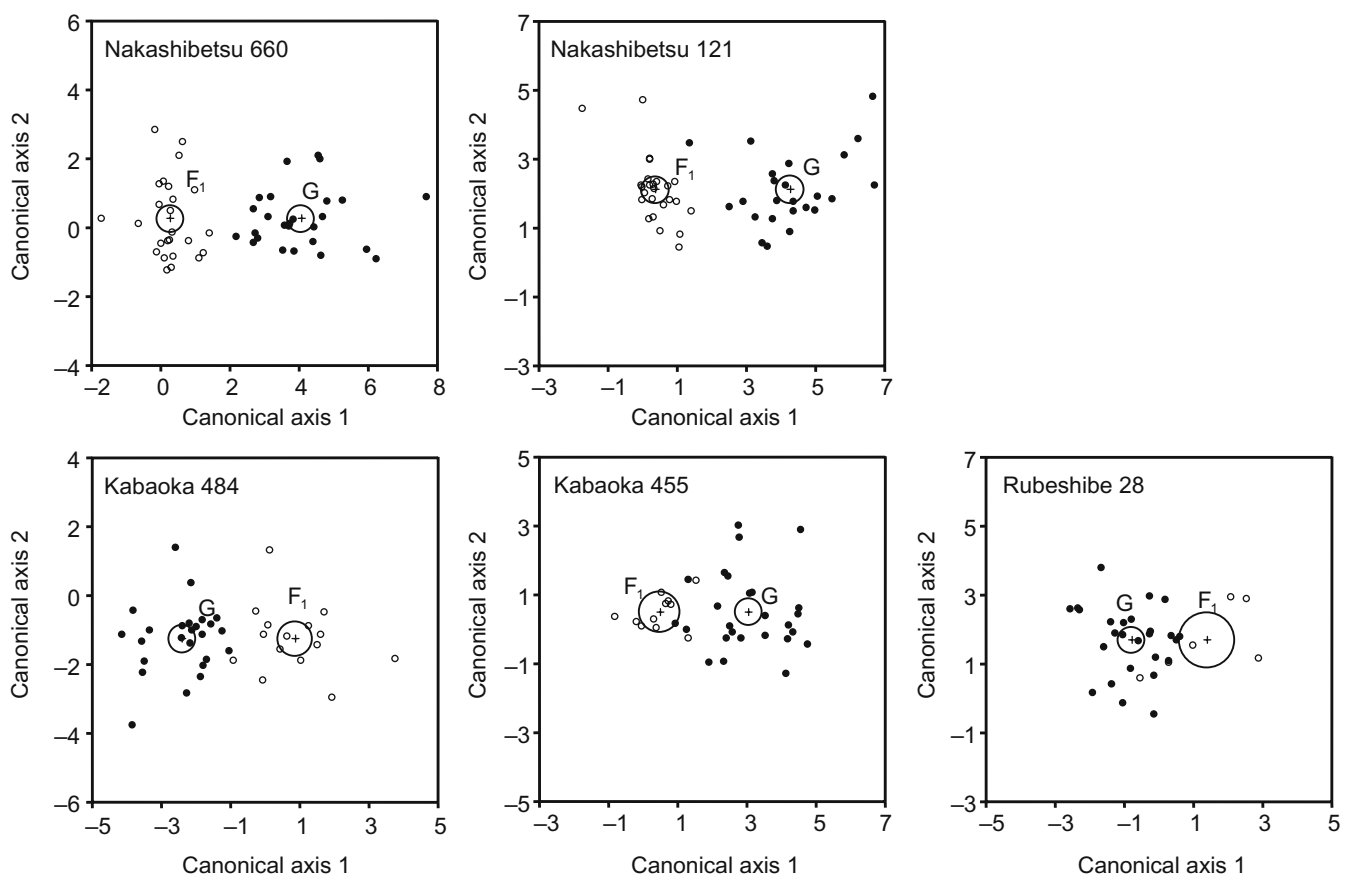 Nakashibetsu 660
Canonical axis 2
6
4
2
0
–2
–4
F1
G
–2 0 2 4 6 8
Canonical axis 1
Nakashibetsu 121
Canonical axis 2
7
5
3
1
–1
–3
F1
G
–3 –1 1 3 5 7
Canonical axis 1
Kabaoka 484
Canonical axis 2
4
2
0
–2
–4
–6
G
F1
–5 –3 –1 1 3 5
Canonical axis 1
Kabaoka 455
Canonical axis 2
5
3
1
–1
–3
–5
F1
G
–3 –1 1 3 5 7
Canonical axis 1
Rubeshibe 28
Canonical axis 2
7
5
3
1
–1
–3
G
F1
–5 –3 –1 1 3 5
Canonical axis 1